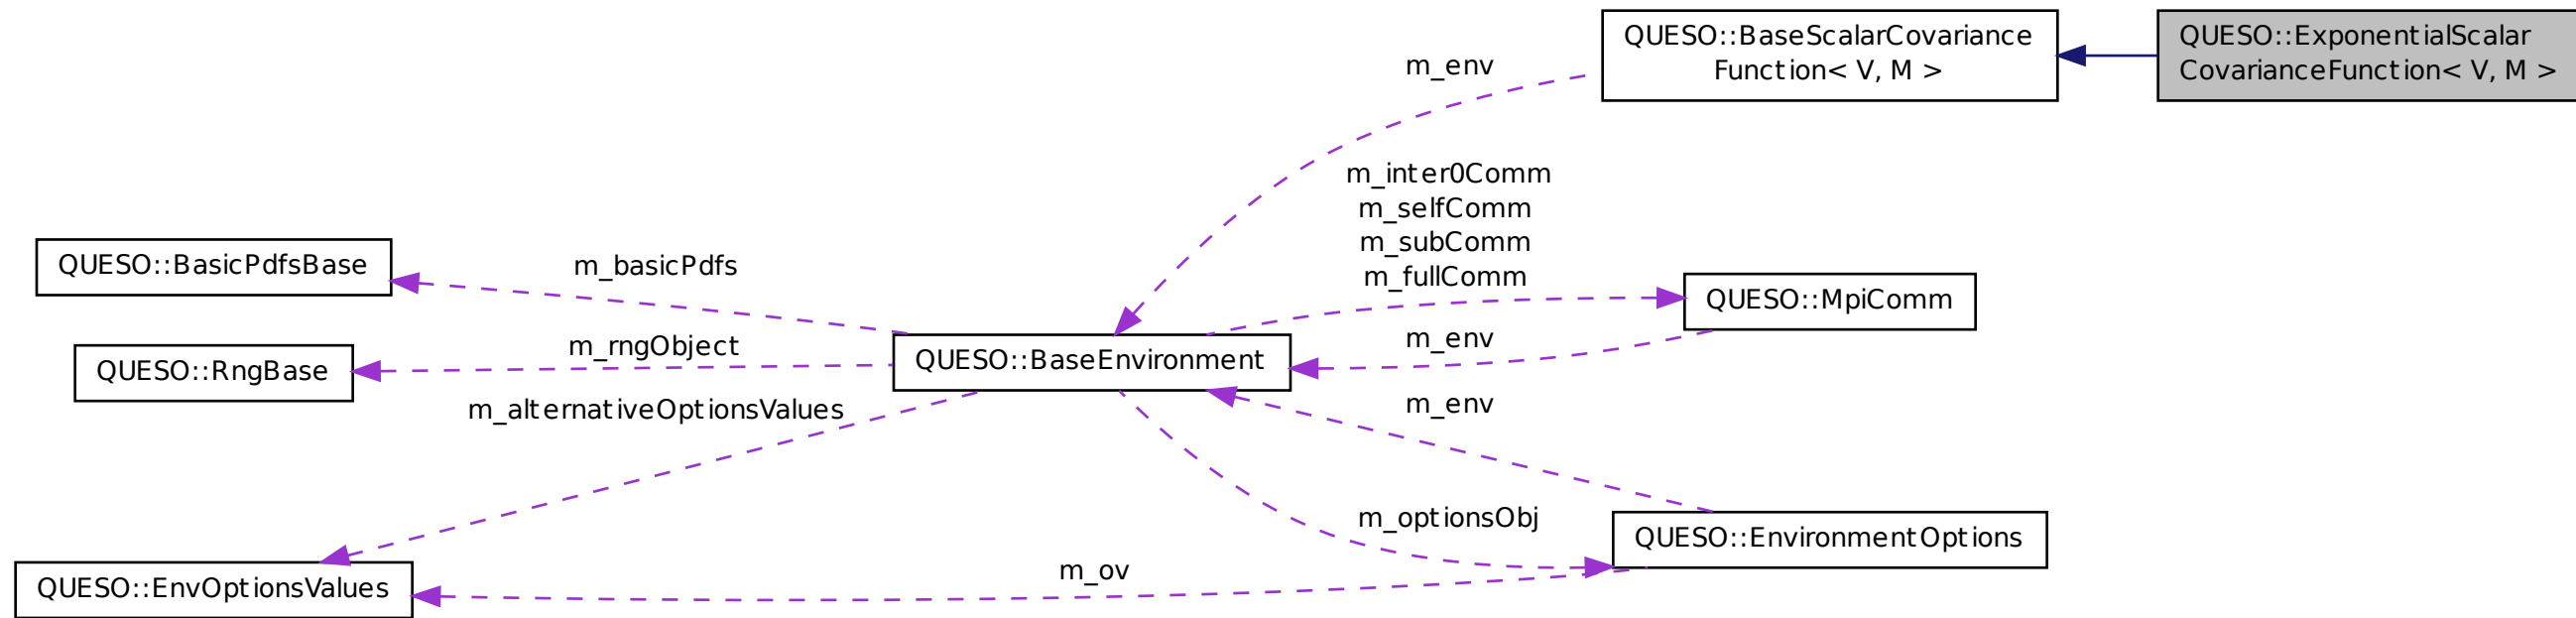 QUESO::BaseScalarCovariance
Function< V, M >
QUESO::ExponentialScalar
CovarianceFunction< V, M >
m_env
m_inter0Comm
m_selfComm
m_subComm
m_fullComm
QUESO::BasicPdfsBase
m_basicPdfs
QUESO::MpiComm
m_env
QUESO::RngBase
m_rngObject
QUESO::BaseEnvironment
m_alternativeOptionsValues
m_env
m_optionsObj
QUESO::EnvironmentOptions
QUESO::EnvOptionsValues
m_ov